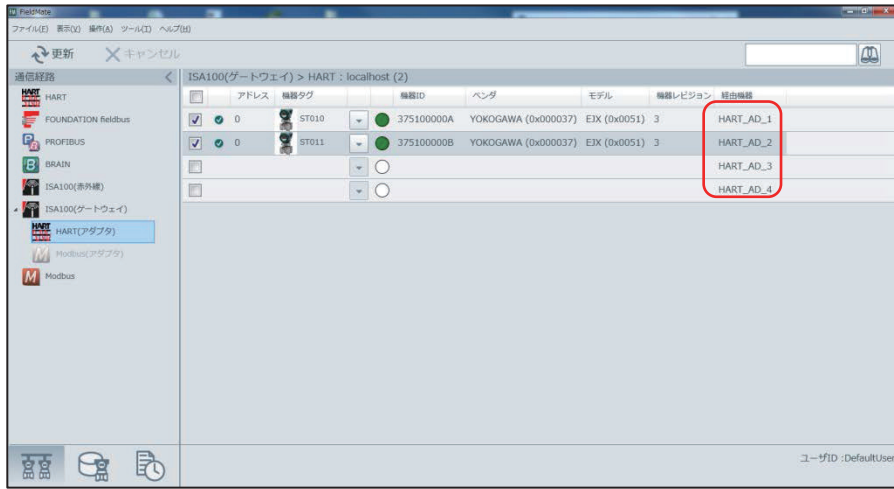 FieldMate
ファイル(F) 表示(V) 操作(A) ツール(T) ヘルプ(H)
更新 キャンセル
通信経路
HART HART
FOUNDATION fieldbus
PROFIBUS
BRAIN
ISA100(赤外線)
ISA100(ゲートウェイ)
HART HART(アダプタ)
Modbus(アダプタ)
Modbus
ISA100(ゲートウェイ) > HART : localhost (2)
アドレス 機器タグ 機器ID ベンダ モデル 機器レビジョン 経由機器
0 ST010 375100000A YOKOGAWA (0x000037) EJX (0x0051) 3 HART_AD_1
0 ST011 375100000B YOKOGAWA (0x000037) EJX (0x0051) 3 HART_AD_2
HART_AD_3
HART_AD_4
ユーザID :DefaultUser